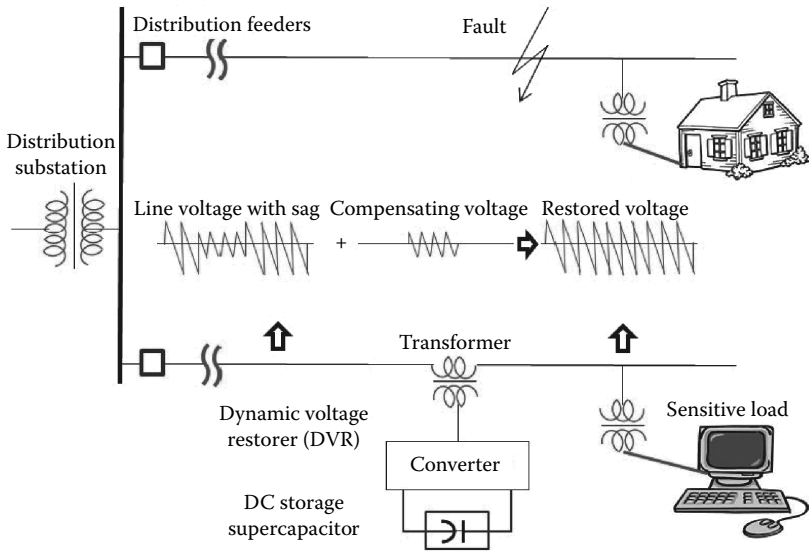 Distribution feeders
Fault
Distribution
substation
Line voltage with sag
Compensating voltage
Restored voltage
+
Transformer
Dynamic voltage
restorer (DVR)
Sensitive load
Converter
DC storage
supercapacitor